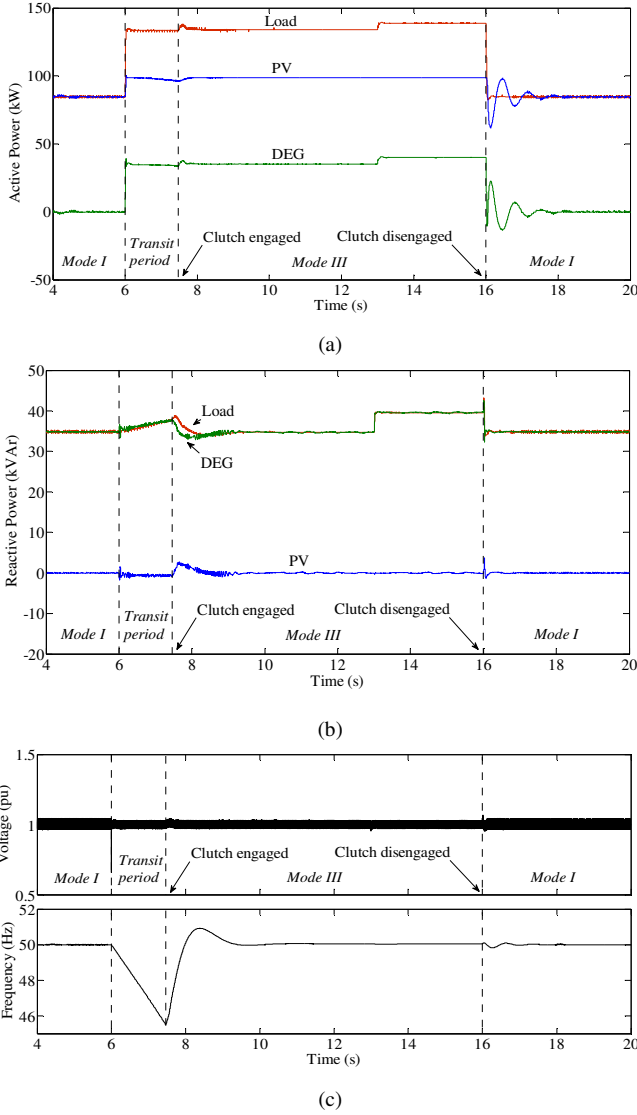 150
100
50
0
-50
Active Power (kW)
Load
PV
DEG
Clutch engaged
Clutch disengaged
Mode I
Transit period
Mode III
Mode I
4 6 8 10 12 14 16 18 20
Time (s)
(a)
50
40
30
20
10
0
-10
-20
Reactive Power (kVAr)
Load
DEG
PV
Clutch engaged
Clutch disengaged
Mode I
Transit period
Mode III
Mode I
4 6 8 10 12 14 16 18 20
Time (s)
(b)
1.5
1
0.5
Voltage (pu)
Clutch engaged
Clutch disengaged
Mode I
Transit period
Mode III
Mode I
52
50
48
46
Frequency (Hz)
4 6 8 10 12 14 16 18 20
Time (s)
(c)